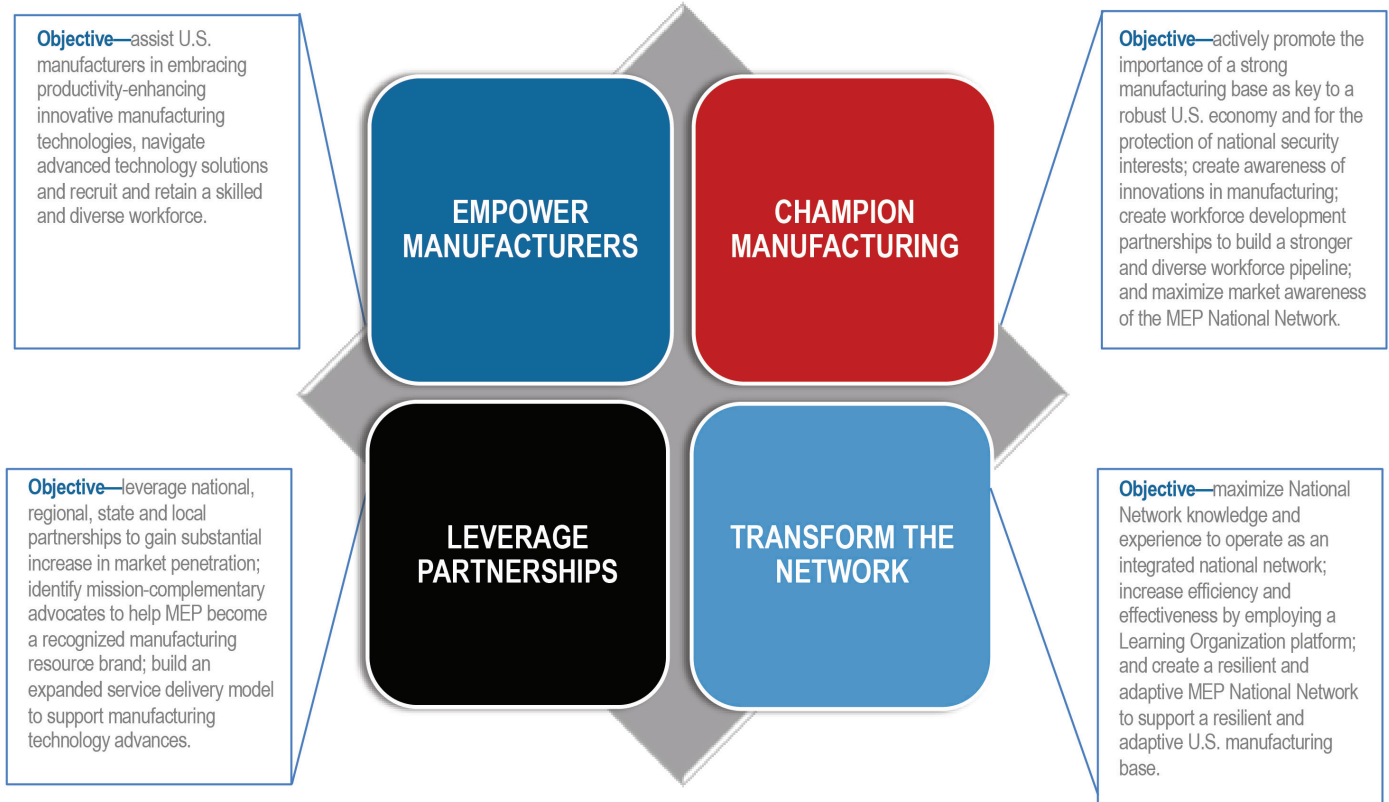 Objective—assist U.S.
manufacturers in embracing
productivity-enhancing
innovative manufacturing
technologies, navigate
advanced technology solutions
and recruit and retain a skilled
and diverse workforce.
EMPOWER
MANUFACTURERS
CHAMPION
MANUFACTURING
Objective—actively promote the
importance of a strong
manufacturing base as key to a
robust U.S. economy and for the
protection of national security
interests; create awareness of
innovations in manufacturing;
create workforce development
partnerships to build a stronger
and diverse workforce pipeline;
and maximize market awareness
of the MEP National Network.
Objective—leverage national,
regional, state and local
partnerships to gain substantial
increase in market penetration;
identify mission-complementary
advocates to help MEP become
a recognized manufacturing
resource brand; build an
expanded service delivery model
to support manufacturing
technology advances.
LEVERAGE
PARTNERSHIPS
TRANSFORM THE
NETWORK
Objective—maximize National
Network knowledge and
experience to operate as an
integrated national network;
increase efficiency and
effectiveness by employing a
Learning Organization platform;
and create a resilient and
adaptive MEP National Network
to support a resilient and
adaptive U.S. manufacturing
base.